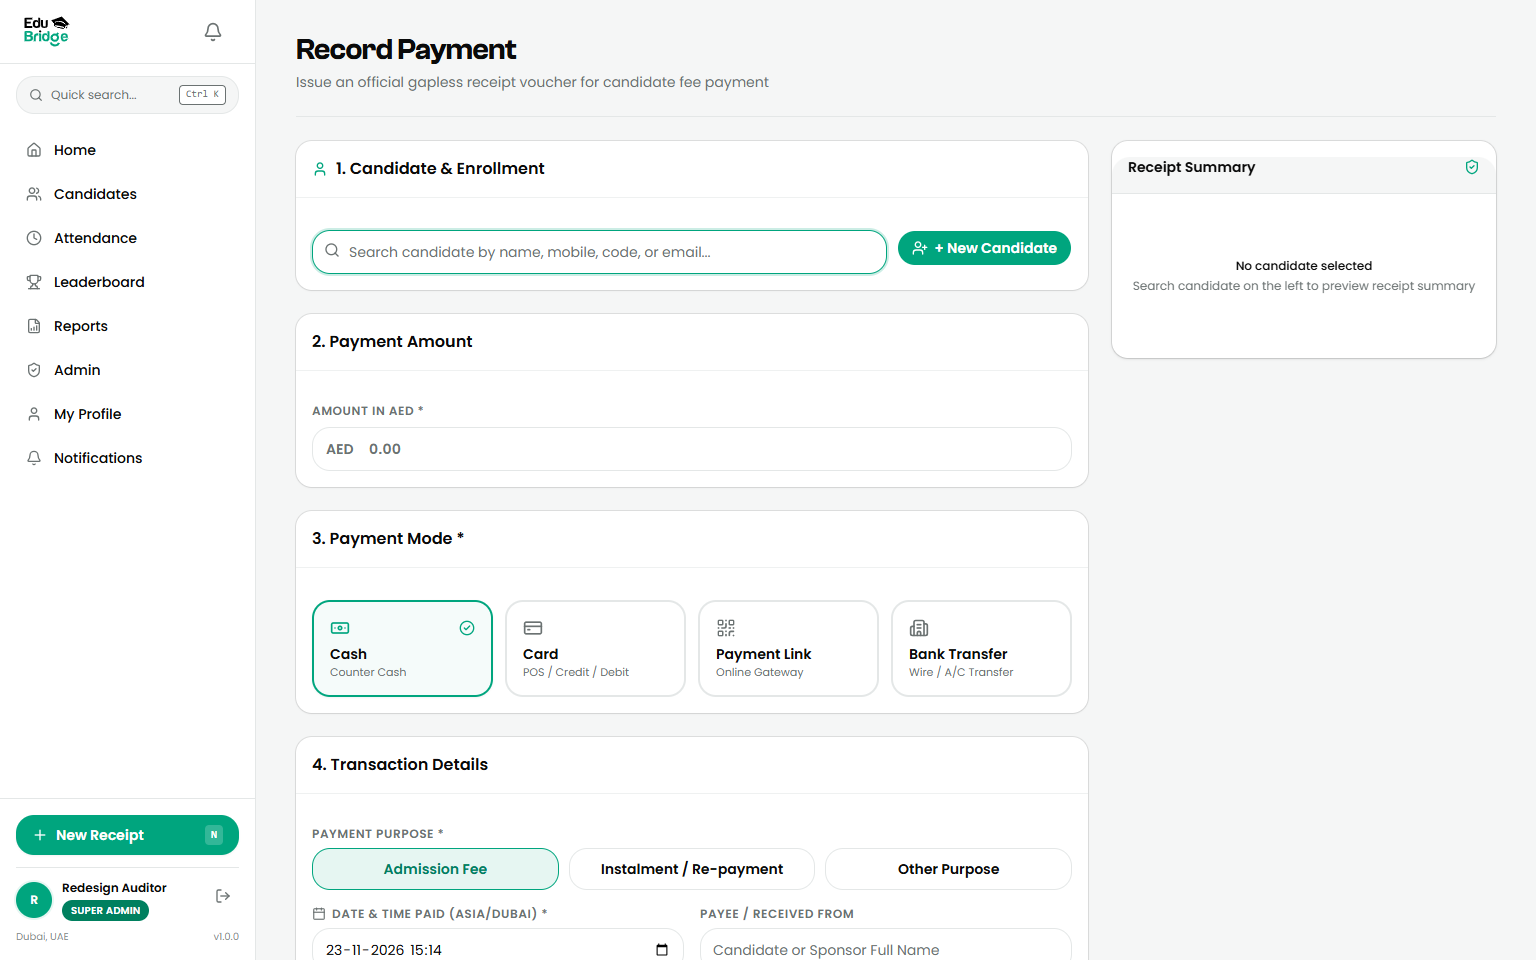 Edu
Bridge
Quick search...
Ctrl K
Home
Candidates
Attendance
Leaderboard
Reports
Admin
My Profile
Notifications
New Receipt
N
R
Redesign Auditor
SUPER ADMIN
Dubai, UAE
v1.0.0
Record Payment
Issue an official gapless receipt voucher for candidate fee payment
1. Candidate & Enrollment
Search candidate by name, mobile, code, or email...
+ New Candidate
2. Payment Amount
AMOUNT IN AED *
AED 0.00
3. Payment Mode *
Cash
Counter Cash
Card
POS / Credit / Debit
Payment Link
Online Gateway
Bank Transfer
Wire / A/C Transfer
4. Transaction Details
PAYMENT PURPOSE *
Admission Fee
Instalment / Re-payment
Other Purpose
DATE & TIME PAID (ASIA/DUBAI) *
23-11-2026 15:14
PAYEE / RECEIVED FROM
Candidate or Sponsor Full Name
Receipt Summary
No candidate selected
Search candidate on the left to preview receipt summary